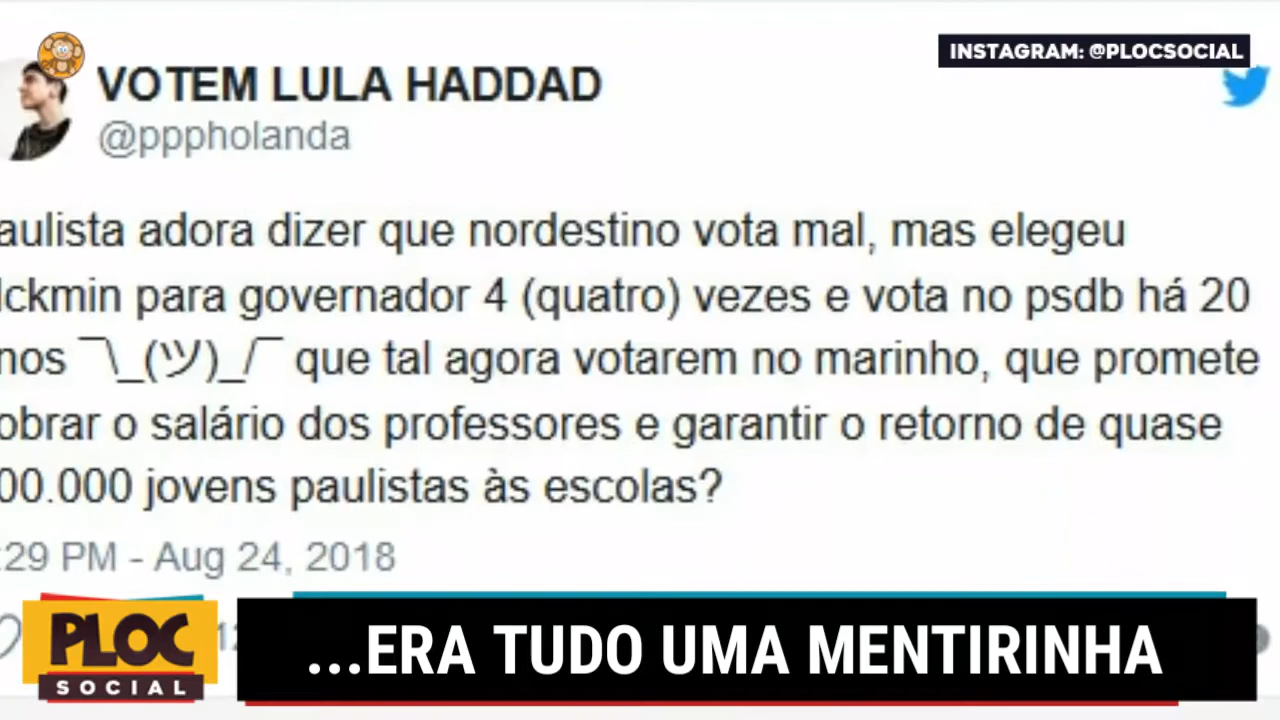 INSTAGRAM: @PLOCSOCIAL
VOTEM LULA HADDAD
@pppholanda
aulista adora dizer que nordestino vota mal, mas elegeu
lckmin para governador 4 (quatro) vezes e vota no psdb há 20
nos ¯\_(ツ)_/¯ que tal agora votarem no marinho, que promete
obrar o salário dos professores e garantir o retorno de quase
00.000 jovens paulistas às escolas?
:29 PM - Aug 24, 2018
PLOC
SOCIAL
...ERA TUDO UMA MENTIRINHA